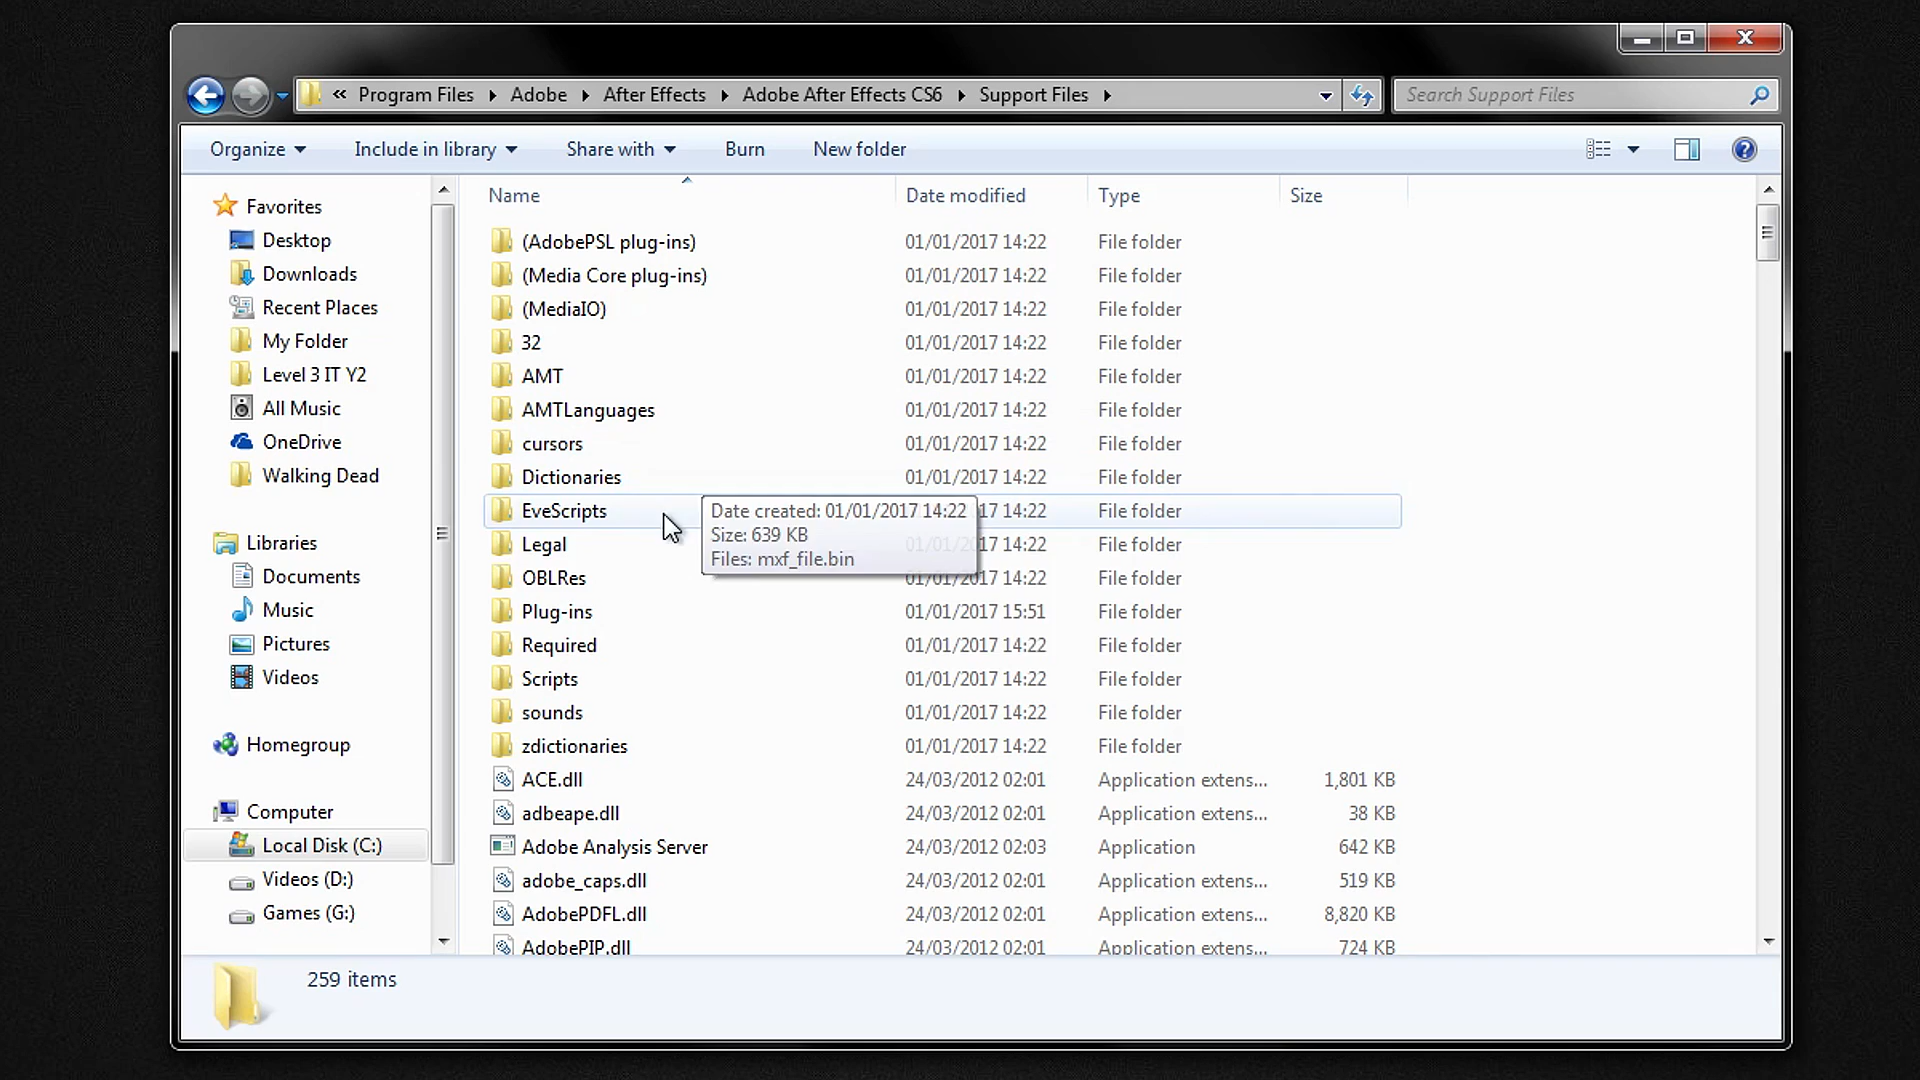 « Program Files ▸ Adobe ▸ After Effects ▸ Adobe After Effects CS6 ▸ Support Files ▸
Search Support Files
Organize Include in library Share with Burn New folder
Favorites
Desktop
Downloads
Recent Places
My Folder
Level 3 IT Y2
All Music
OneDrive
Walking Dead
Libraries
Documents
Music
Pictures
Videos
Homegroup
Computer
Local Disk (C:)
Videos (D:)
Games (G:)
Name Date modified Type Size
(AdobePSL plug-ins) 01/01/2017 14:22 File folder
(Media Core plug-ins) 01/01/2017 14:22 File folder
(MediaIO) 01/01/2017 14:22 File folder
32 01/01/2017 14:22 File folder
AMT 01/01/2017 14:22 File folder
AMTLanguages 01/01/2017 14:22 File folder
cursors 01/01/2017 14:22 File folder
Dictionaries 01/01/2017 14:22 File folder
EveScripts 17 14:22 File folder
Legal 17 14:22 File folder
OBLRes 01/01/2017 14:22 File folder
Plug-ins 01/01/2017 15:51 File folder
Required 01/01/2017 14:22 File folder
Scripts 01/01/2017 14:22 File folder
sounds 01/01/2017 14:22 File folder
zdictionaries 01/01/2017 14:22 File folder
ACE.dll 24/03/2012 02:01 Application extens... 1,801 KB
adbeape.dll 24/03/2012 02:01 Application extens... 38 KB
Adobe Analysis Server 24/03/2012 02:03 Application 642 KB
adobe_caps.dll 24/03/2012 02:01 Application extens... 519 KB
AdobePDFL.dll 24/03/2012 02:01 Application extens... 8,820 KB
AdobePIP.dll 24/03/2012 02:01 Application extens... 724 KB
Date created: 01/01/2017 14:22
Size: 639 KB
Files: mxf_file.bin
259 items